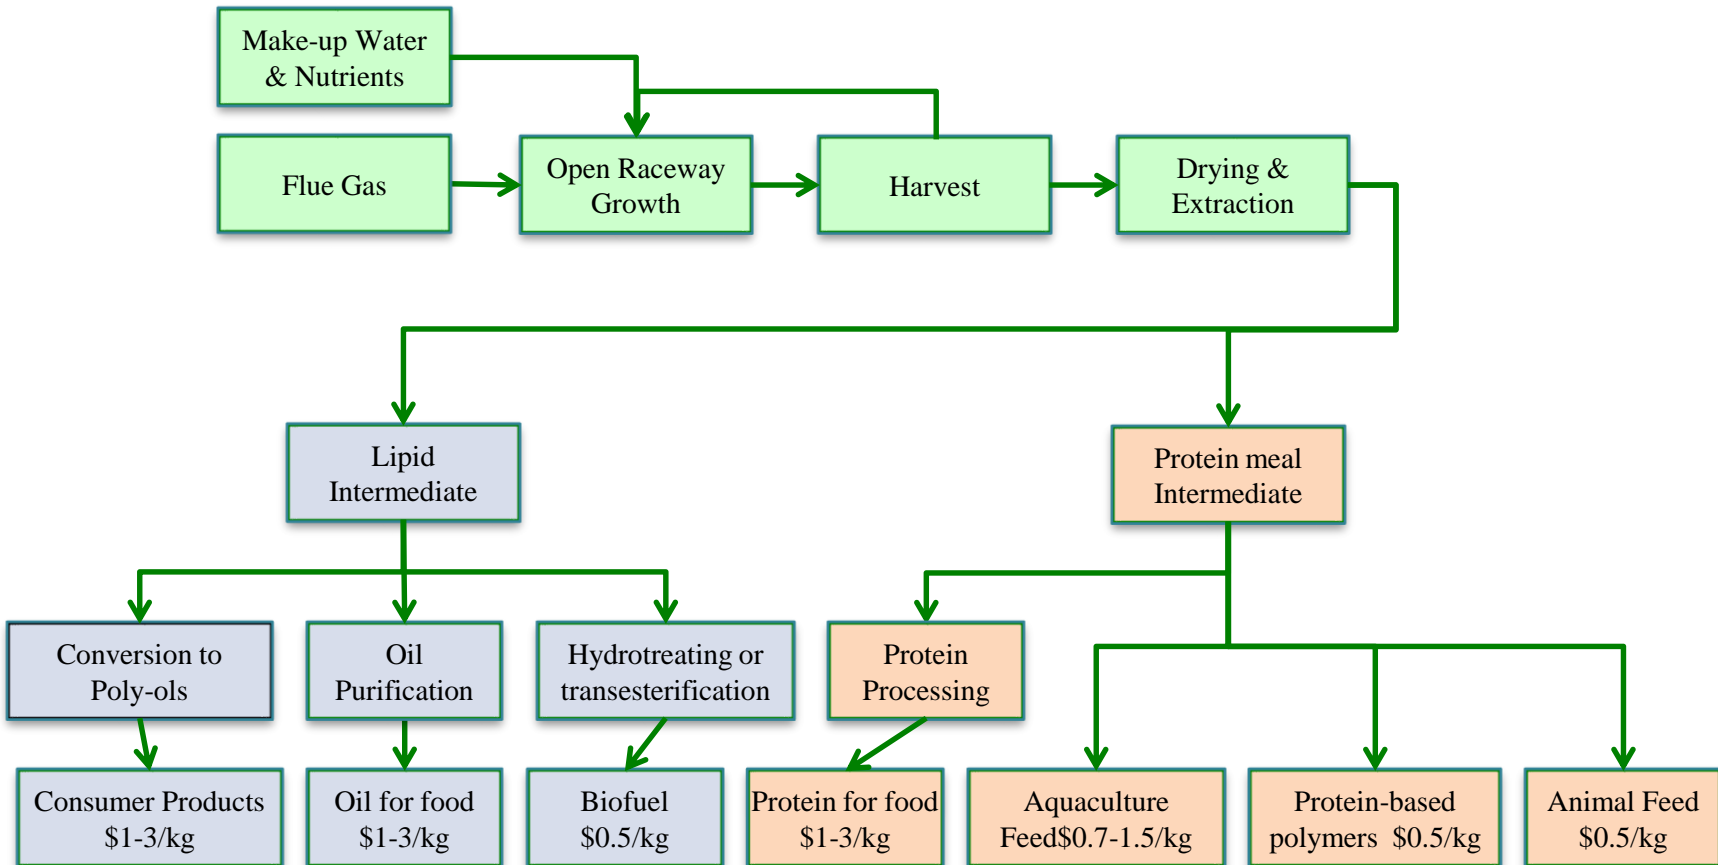 Make-up Water
& Nutrients
Flue Gas
Open Raceway
Growth
Harvest
Drying &
Extraction
Lipid
Intermediate
Protein meal
Intermediate
Conversion to
Poly-ols
Oil
Purification
Hydrotreating or
transesterification
Protein
Processing
Consumer Products
$1-3/kg
Oil for food
$1-3/kg
Biofuel
$0.5/kg
Protein for food
$1-3/kg
Aquaculture
Feed$0.7-1.5/kg
Protein-based
polymers $0.5/kg
Animal Feed
$0.5/kg